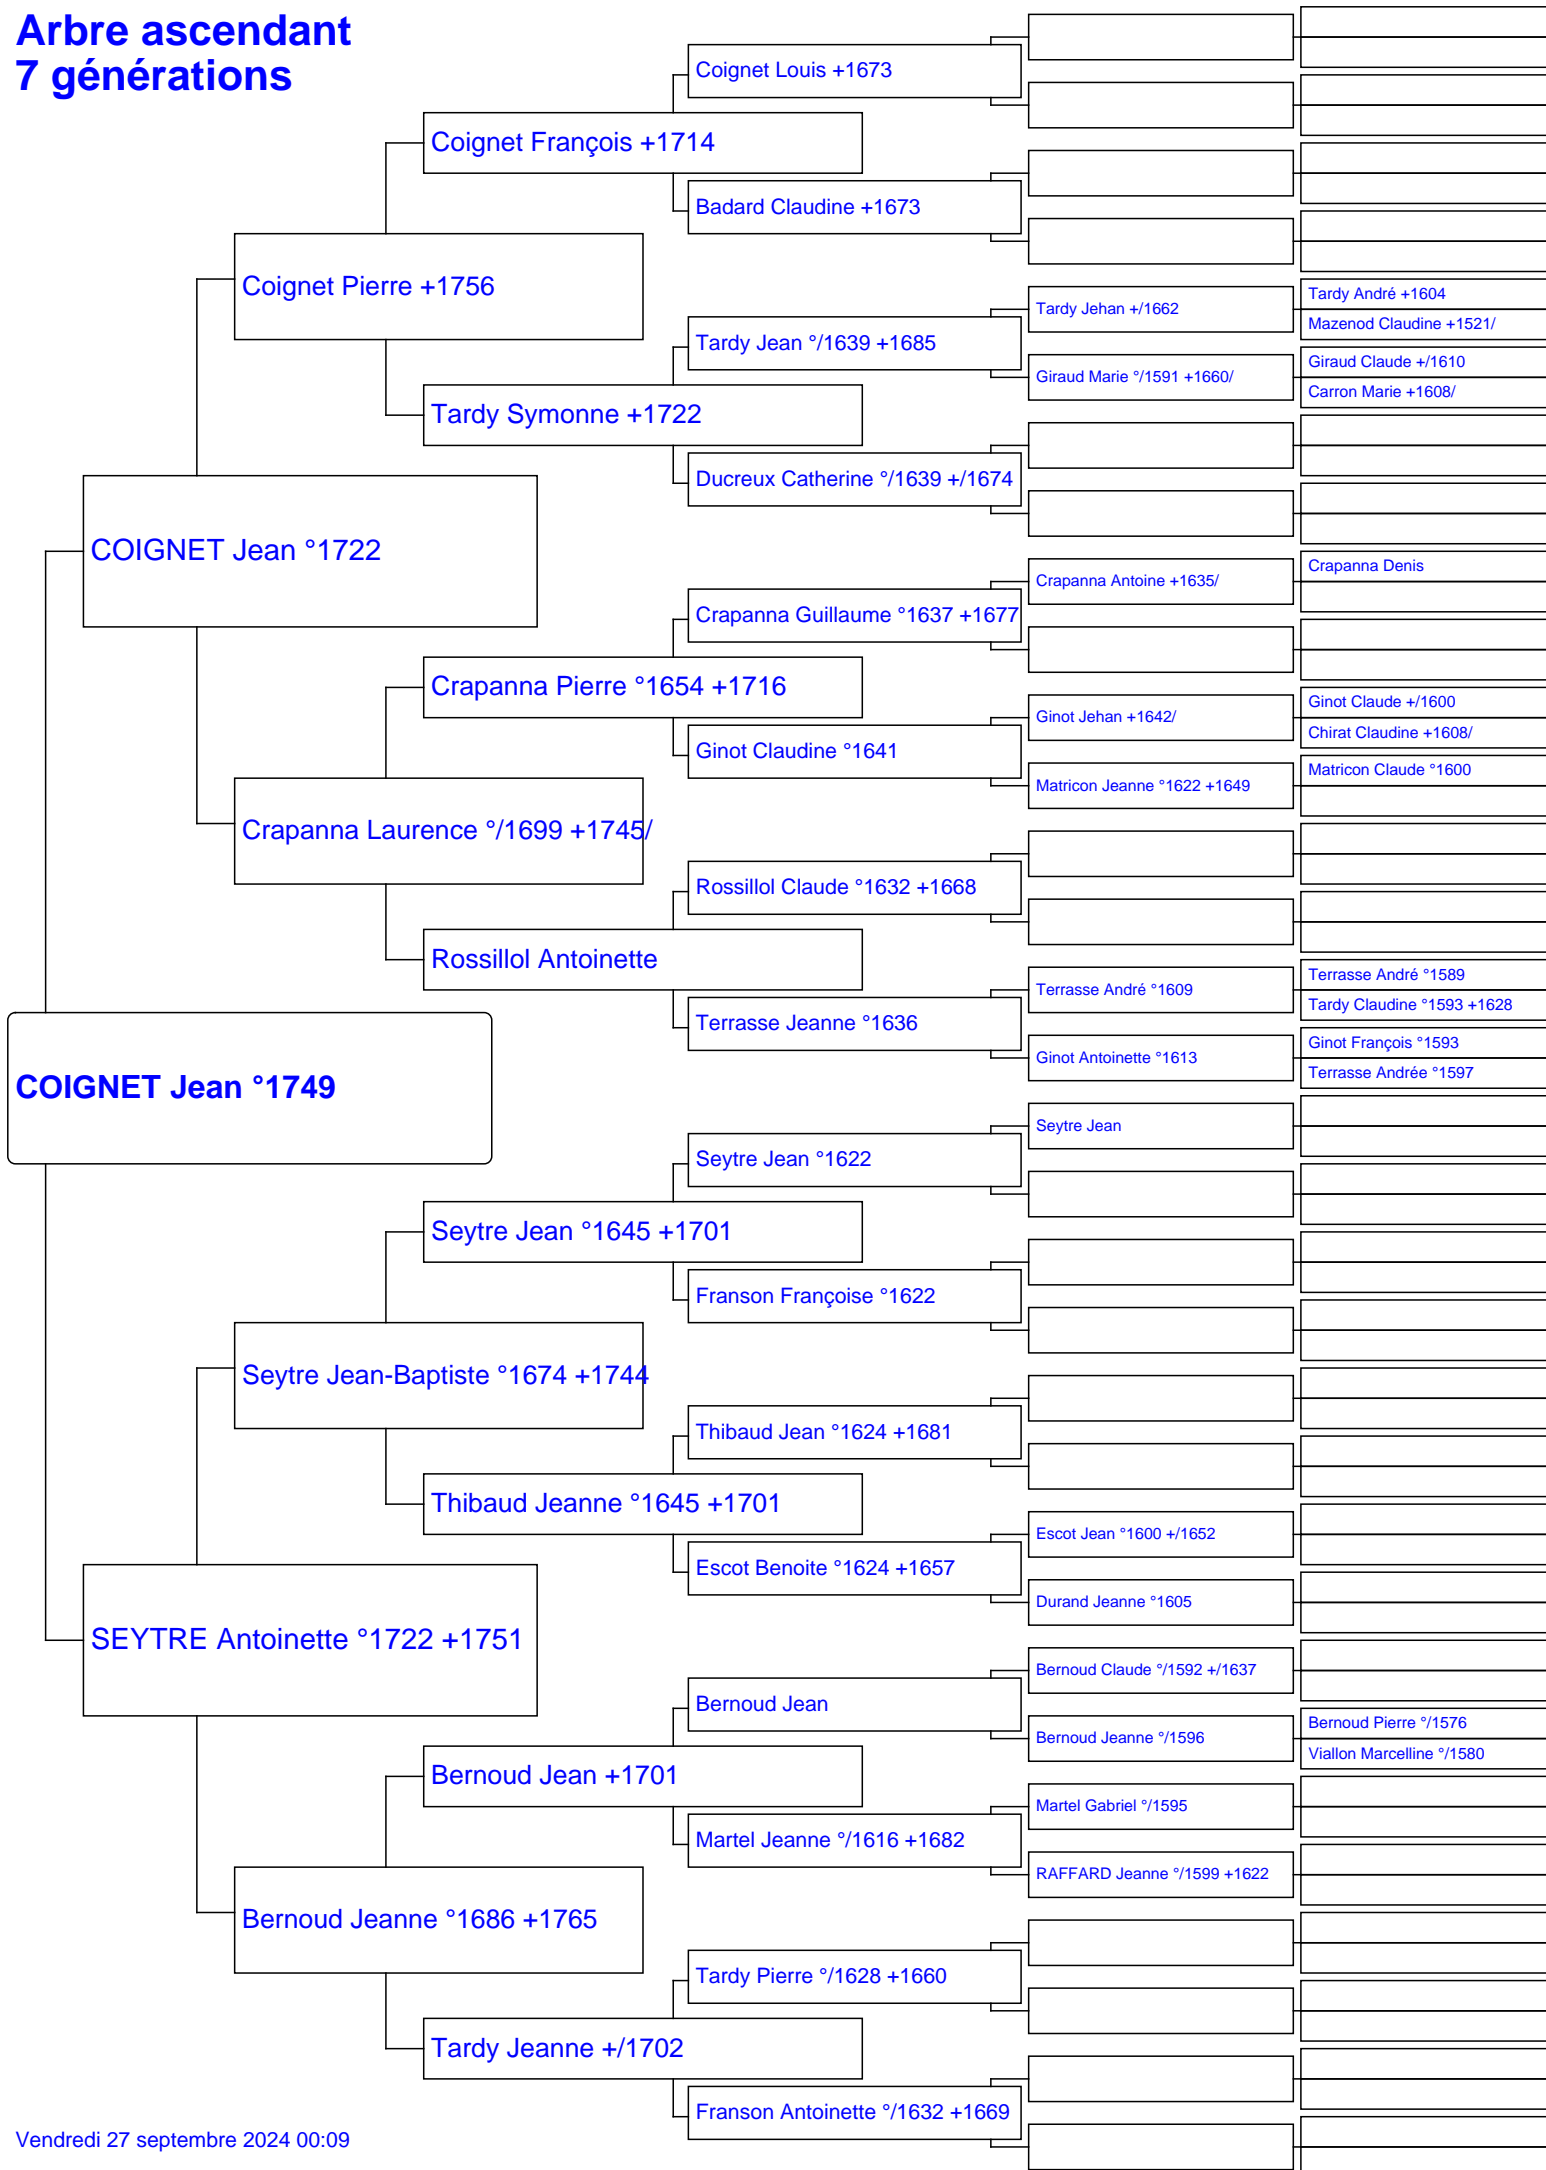 Arbre ascendant
7 générations
Coignet Louis +1673
Coignet François +1714
Badard Claudine +1673
Coignet Pierre +1756
Tardy André +1604
Tardy Jehan +/1662
Mazenod Claudine +1521/
Tardy Jean °/1639 +1685
Giraud Claude +/1610
Giraud Marie °/1591 +1660/
Carron Marie +1608/
Tardy Symonne +1722
Ducreux Catherine °/1639 +/1674
COIGNET Jean °1722
Crapanna Denis
Crapanna Antoine +1635/
Crapanna Guillaume °1637 +1677
Crapanna Pierre °1654 +1716
Ginot Claude +/1600
Ginot Jehan +1642/
Chirat Claudine +1608/
Ginot Claudine °1641
Matricon Claude °1600
Matricon Jeanne °1622 +1649
Crapanna Laurence °/1699 +1745/
Rossillol Claude °1632 +1668
Rossillol Antoinette
Terrasse André °1589
Terrasse André °1609
Tardy Claudine °1593 +1628
Terrasse Jeanne °1636
Ginot François °1593
Ginot Antoinette °1613
Terrasse Andrée °1597
COIGNET Jean °1749
Seytre Jean
Seytre Jean °1622
Seytre Jean °1645 +1701
Franson Françoise °1622
Seytre Jean-Baptiste °1674 +1744
Thibaud Jean °1624 +1681
Thibaud Jeanne °1645 +1701
Escot Jean °1600 +/1652
Escot Benoite °1624 +1657
Durand Jeanne °1605
SEYTRE Antoinette °1722 +1751
Bernoud Claude °/1592 +/1637
Bernoud Jean
Bernoud Pierre °/1576
Bernoud Jeanne °/1596
Viallon Marcelline °/1580
Bernoud Jean +1701
Martel Gabriel °/1595
Martel Jeanne °/1616 +1682
RAFFARD Jeanne °/1599 +1622
Bernoud Jeanne °1686 +1765
Tardy Pierre °/1628 +1660
Tardy Jeanne +/1702
Franson Antoinette °/1632 +1669
Vendredi 27 septembre 2024 00:09